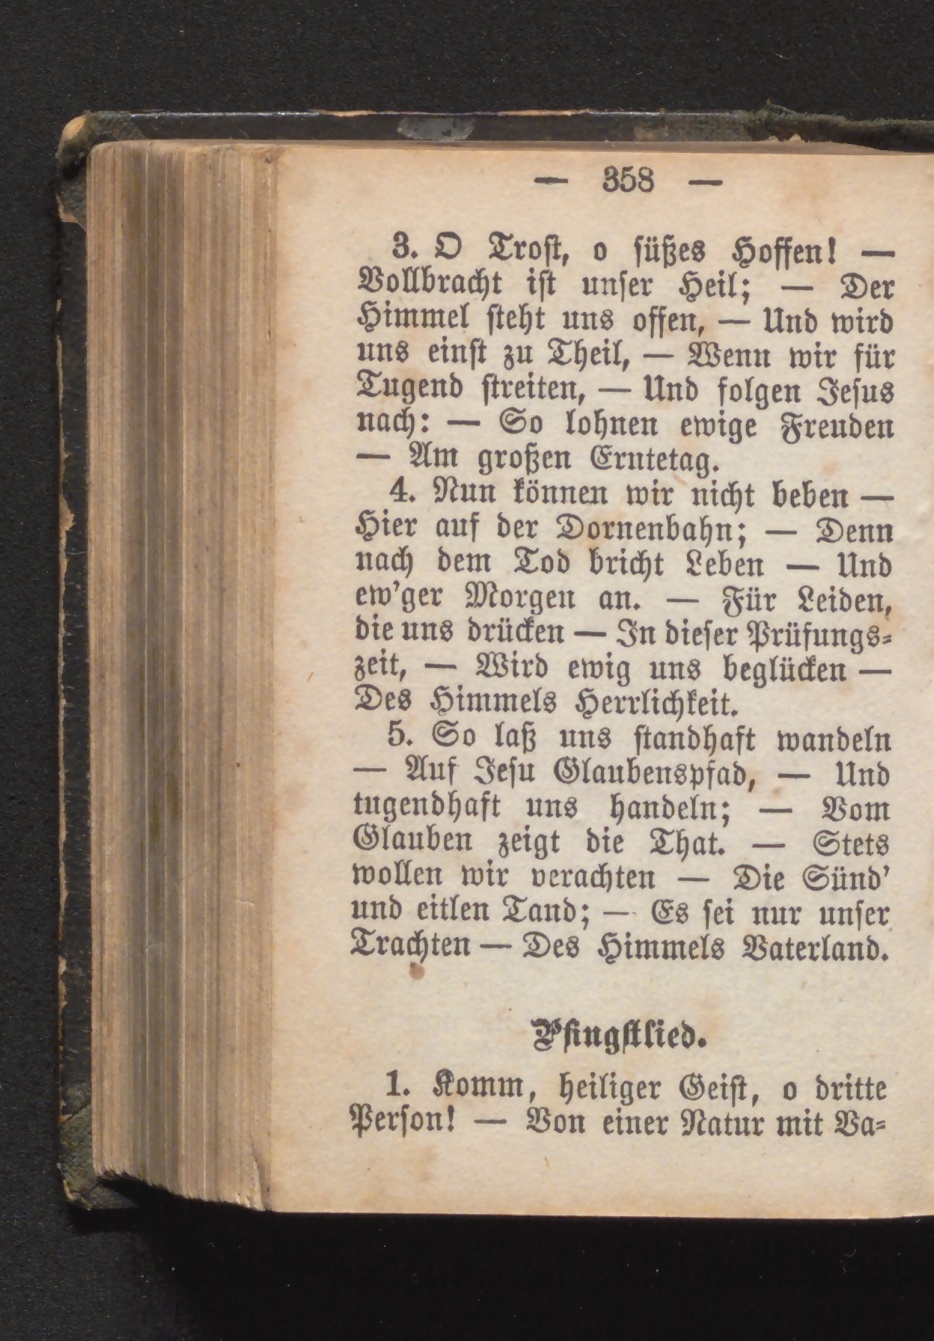 — 358 —
3. O Trost, o süßes Hoffen! —
Vollbracht ist unser Heil; — Der
Himmel steht uns offen, — Und wird
uns einst zu Theil, — Wenn wir für
Tugend streiten, — Und folgen Jesus
nach: — So lohnen ewige Freuden
— Am großen Erntetag.
4. Nun können wir nicht beben —
Hier auf der Dornenbahn; — Denn
nach dem Tod bricht Leben — Und
ew'ger Morgen an. — Für Leiden,
die uns drücken — In dieser Prüfungs-
zeit, — Wird ewig uns beglücken —
Des Himmels Herrlichkeit.
5. So laß uns standhaft wandeln
— Auf Jesu Glaubenspfad, — Und
tugendhaft uns handeln; — Vom
Glauben zeigt die That. — Stets
wollen wir verachten — Die Sünd'
und eitlen Tand; — Es sei nur unser
Trachten — Des Himmels Vaterland.
Pfingstlied.
1. Komm, heiliger Geist, o dritte
Person! — Von einer Natur mit Va-